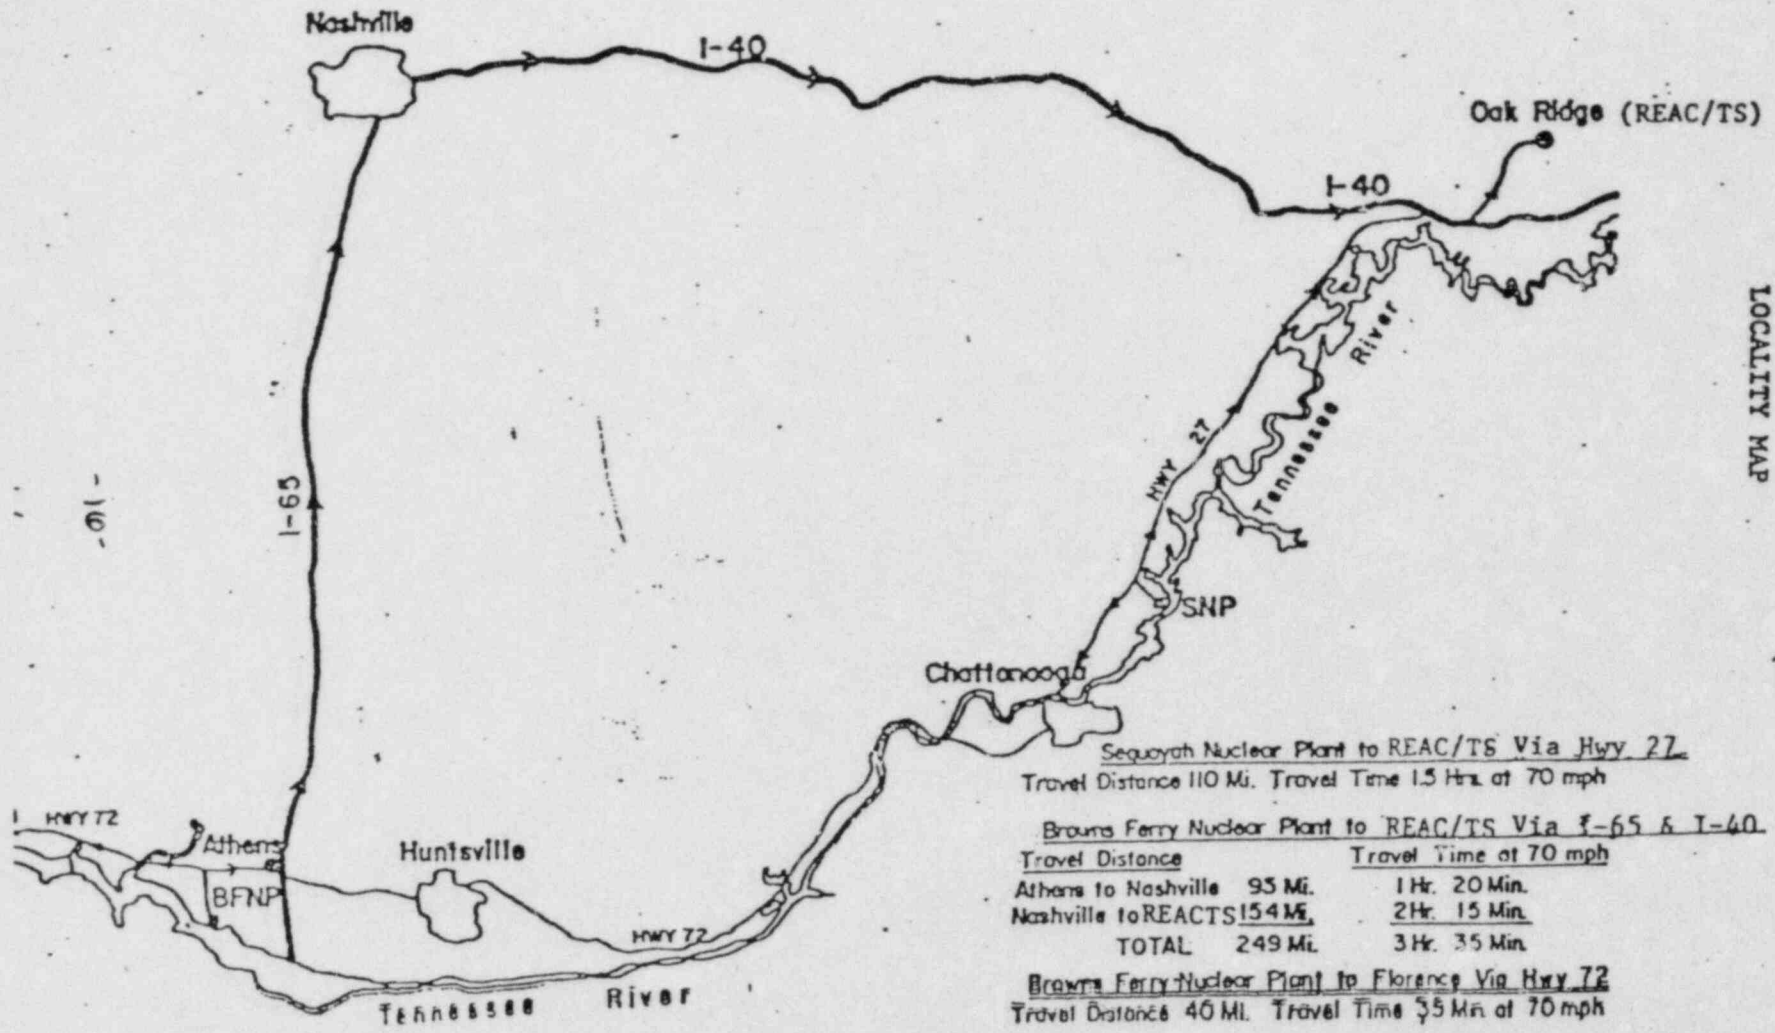 Nashville
I-40
Oak Ridge (REAC/TS)
I-40
LOCALITY MAP
River
Tennessee
HWY 27
I-65
SNP
Chattanooga
Sequoyah Nuclear Plant to REAC/TS Via Hwy 27
Travel Distance 110 Mi. Travel Time 1.5 Hrs. at 70 mph
HWY 72
Athens
Huntsville
BFNP
HWY 72
Browns Ferry Nuclear Plant to REAC/TS Via I-65 & I-40
Travel Distance Travel Time at 70 mph
Athens to Nashville 95 Mi. 1 Hr. 20 Min.
Nashville to REACTS 154 Mi. 2 Hr. 15 Min.
TOTAL 249 Mi. 3 Hr. 35 Min.
Browns Ferry Nuclear Plant to Florence Via Hwy 72
Travel Distance 40 Mi. Travel Time 35 Min at 70 mph
Tennessee River